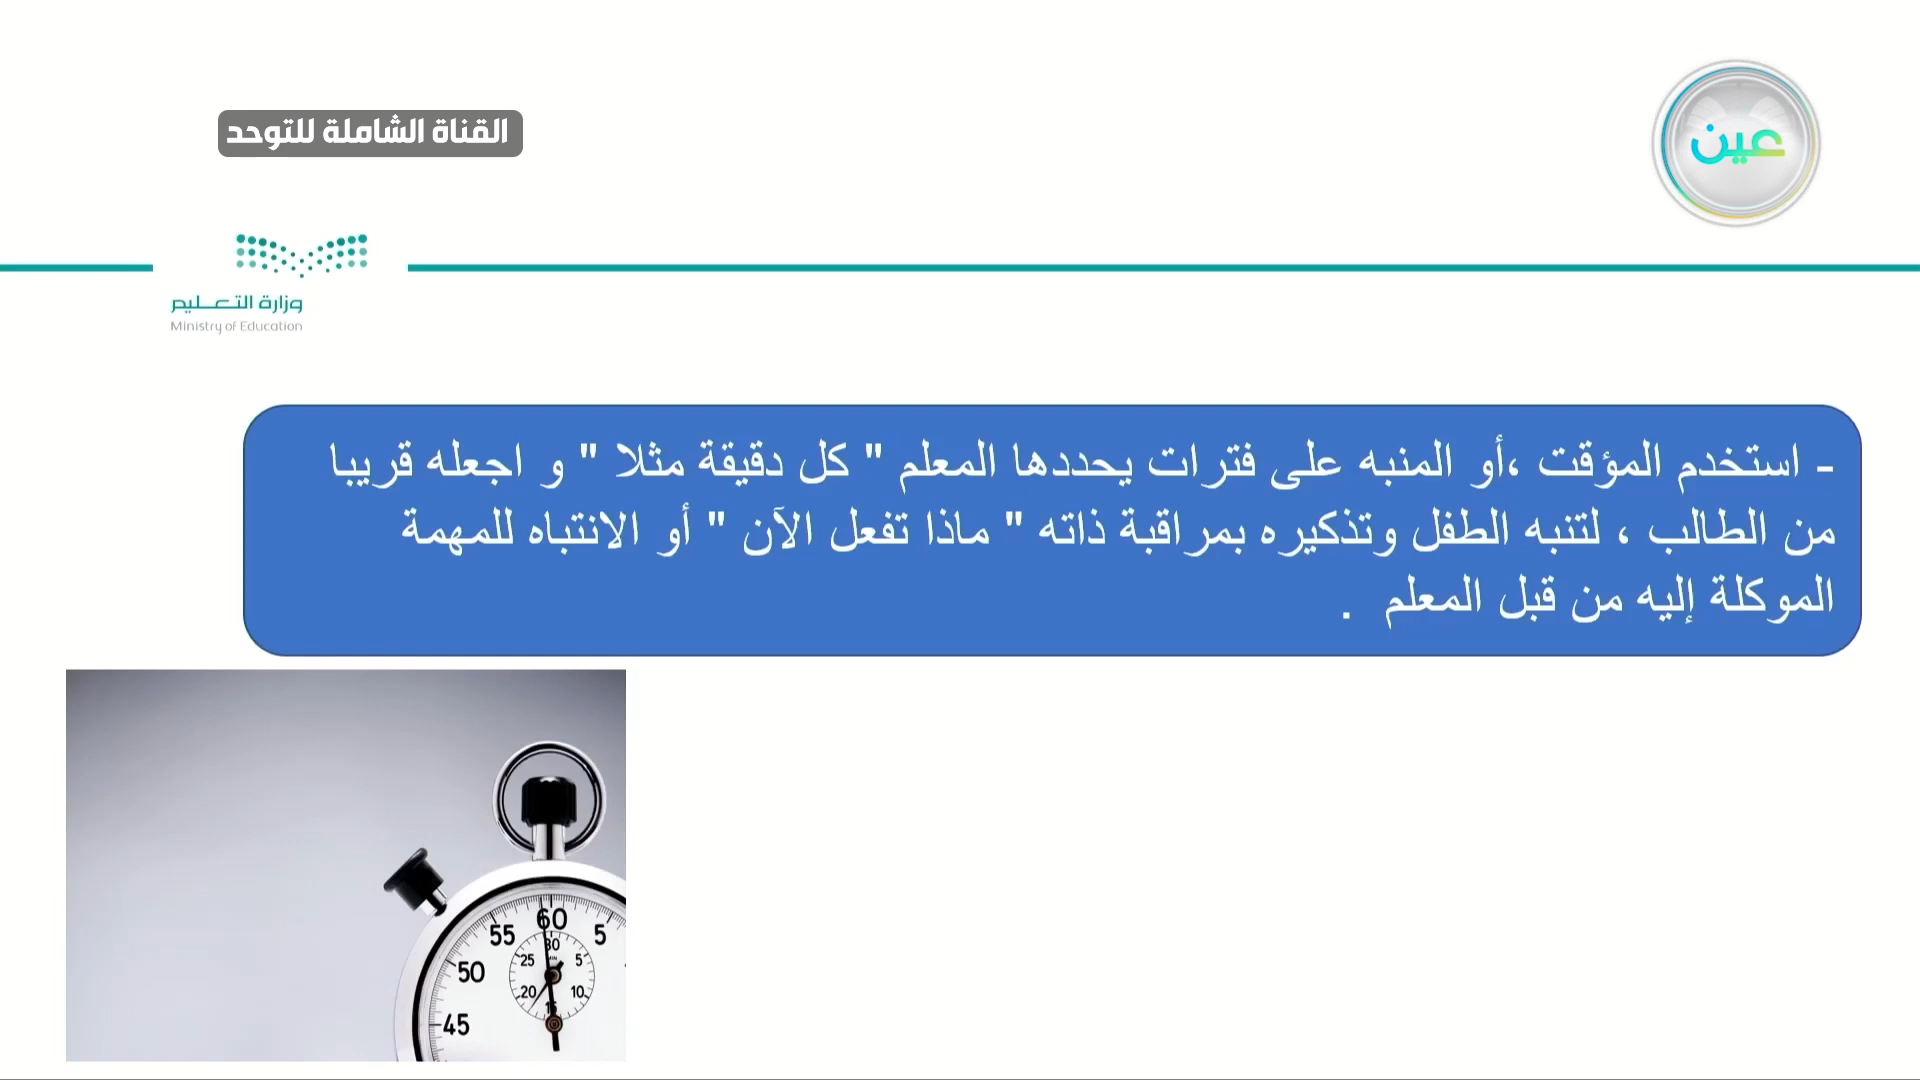 القناة الشاملة للتوحد
عين
وزارة التعليم
Ministry of Education
- استخدم المؤقت ،أو المنبه على فترات يحددها المعلم " كل دقيقة مثلا " و اجعله قريبا
من الطالب ، لتنبه الطفل وتذكيره بمراقبة ذاته " ماذا تفعل الآن " أو الانتباه للمهمة
الموكلة إليه من قبل المعلم .
60
55
5
50
45
30
MIN
25
5
20
10
15